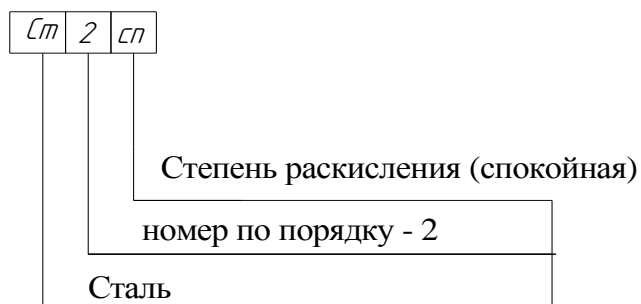 Ст 2 сп
Степень раскисления (спокойная)
номер по порядку - 2
Сталь